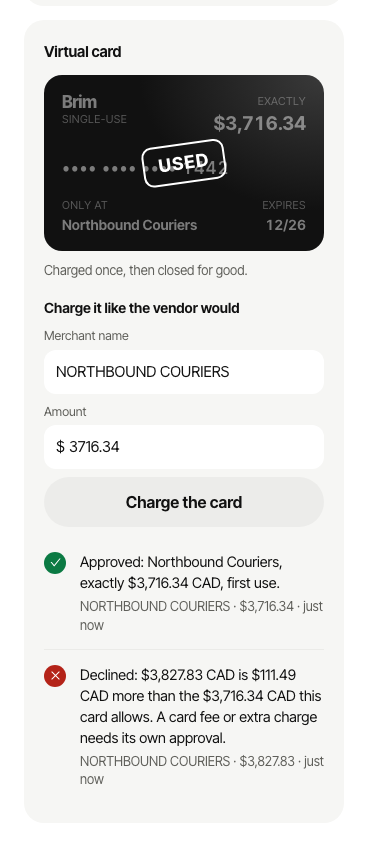 Virtual card
Brim
SINGLE-USE
EXACTLY
$3,716.34
USED
ONLY AT
Northbound Couriers
EXPIRES
12/26
Charged once, then closed for good.
Charge it like the vendor would
Merchant name
NORTHBOUND COURIERS
Amount
$ 3716.34
Charge the card
Approved: Northbound Couriers,
exactly $3,716.34 CAD, first use.
NORTHBOUND COURIERS · $3,716.34 · just
now
Declined: $3,827.83 CAD is $111.49
CAD more than the $3,716.34 CAD this
card allows. A card fee or extra charge
needs its own approval.
NORTHBOUND COURIERS · $3,827.83 · just
now